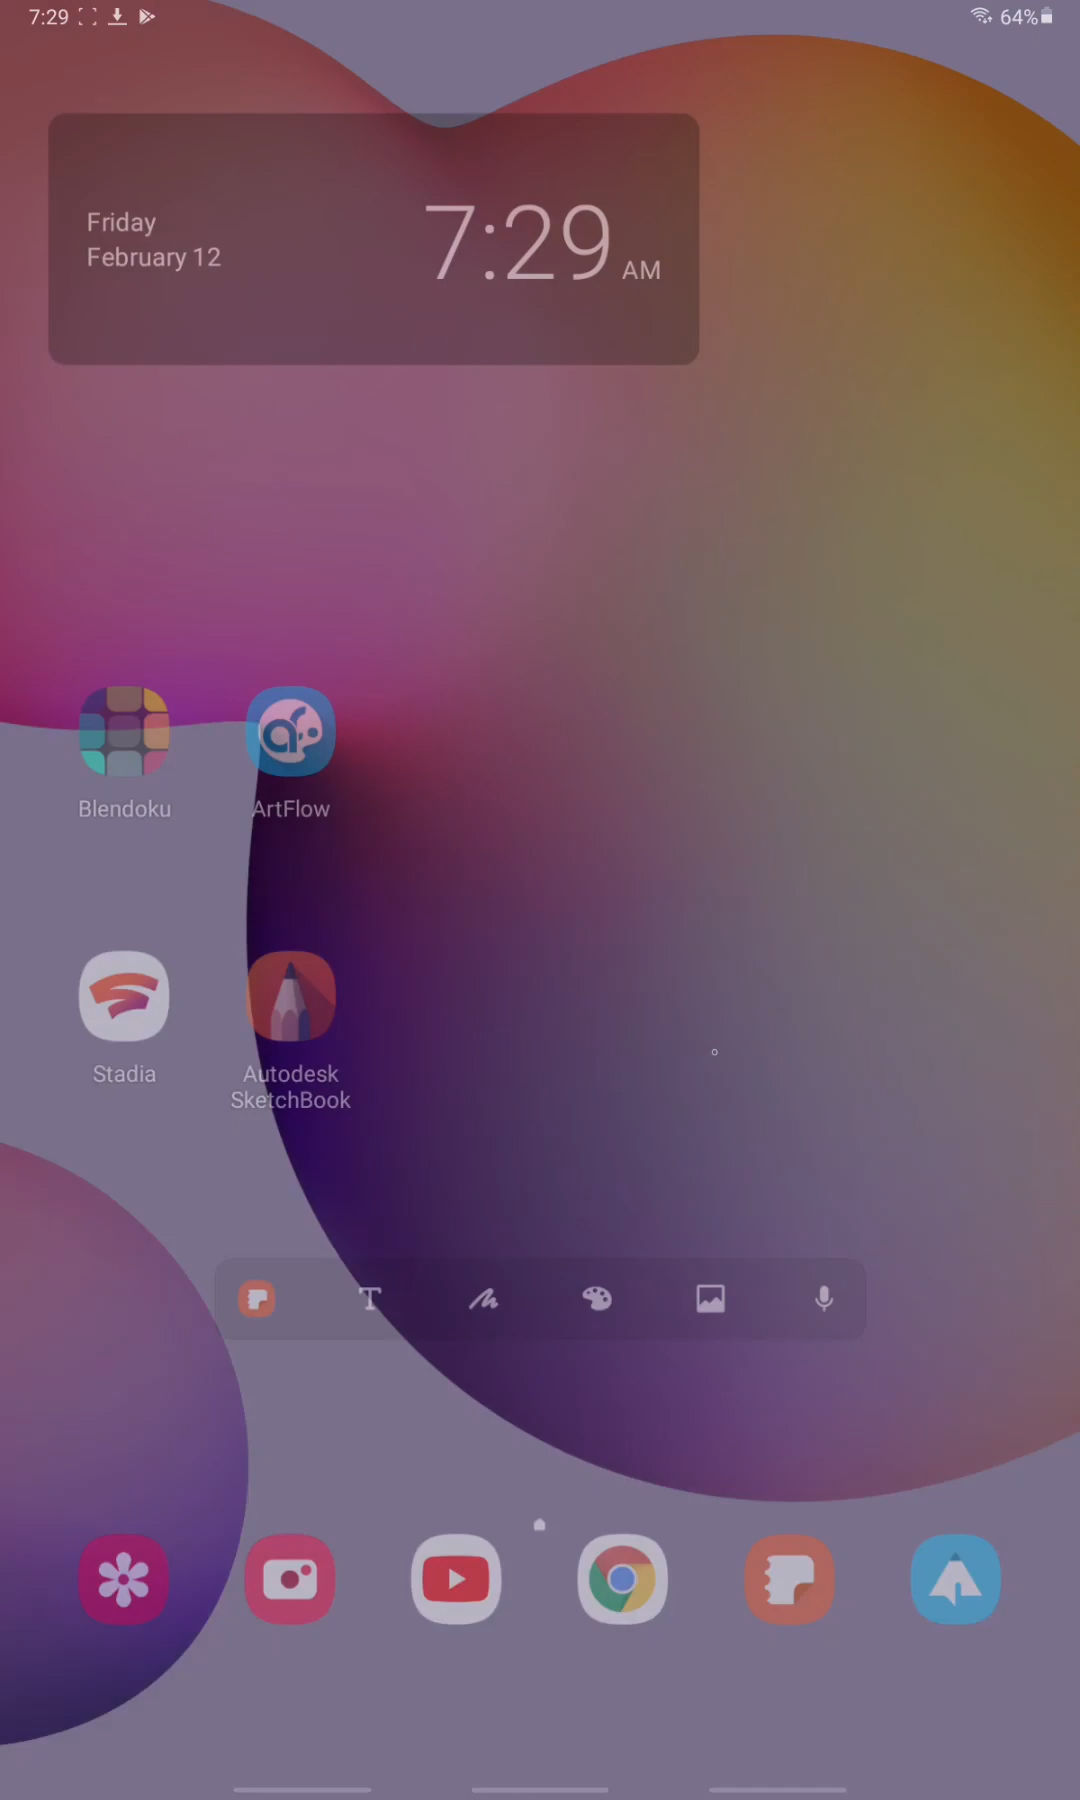 7:29
64%
Friday
February 12
7:29 AM
Blendoku
ArtFlow
Stadia
Autodesk
SketchBook